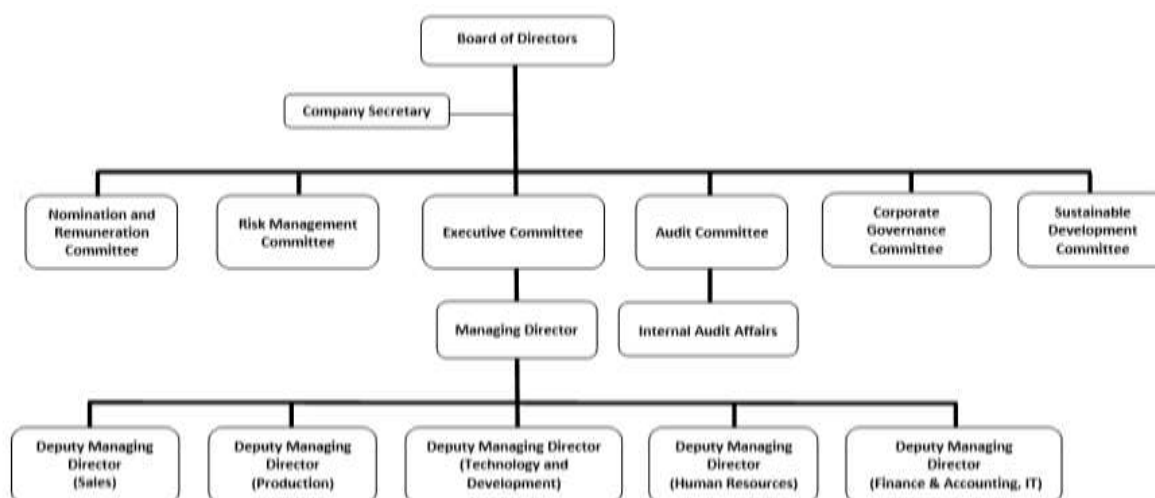 Board of Directors
Company Secretary
Nomination and
Remuneration
Committee
Risk Management
Committee
Executive Committee
Audit Committee
Corporate
Governance
Committee
Sustainable
Development
Committee
Managing Director
Internal Audit Affairs
Deputy Managing
Director
(Sales)
Deputy Managing
Director
(Production)
Deputy Managing Director
(Technology and
Development)
Deputy Managing
Director
(Human Resources)
Deputy Managing
Director
(Finance & Accounting, IT)